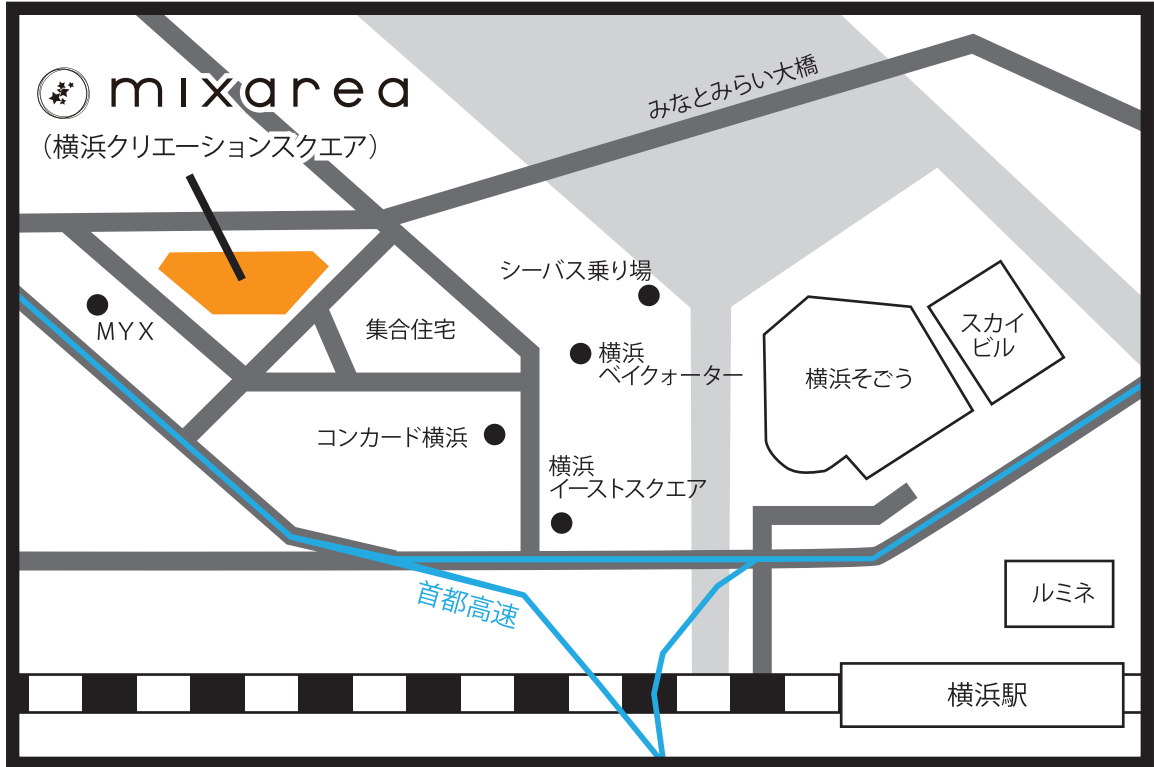 mixarea
（横浜クリエーションスクエア）
みなとみらい大橋
シーバス乗り場
MYX
集合住宅
横浜
ベイクォーター
スカイ
ビル
横浜そごう
コンカード横浜
横浜
イーストスクエア
首都高速
ルミネ
横浜駅